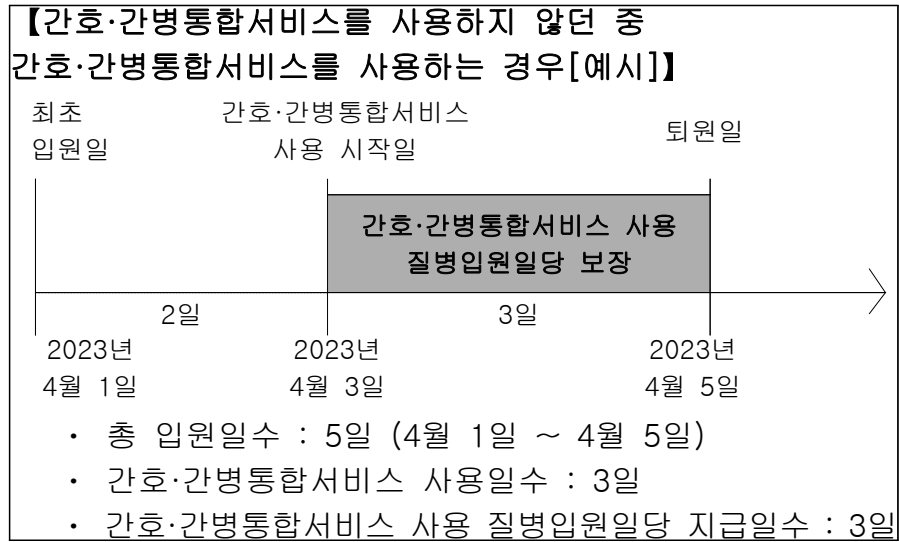 【간호·간병통합서비스를 사용하지 않던 중
간호·간병통합서비스를 사용하는 경우[예시]】
최초
입원일
간호·간병통합서비스
사용 시작일
퇴원일
간호·간병통합서비스 사용
질병입원일당 보장
2일
3일
2023년
4월 1일
2023년
4월 3일
2023년
4월 5일
· 총 입원일수 : 5일 (4월 1일 ~ 4월 5일)
· 간호·간병통합서비스 사용일수 : 3일
· 간호·간병통합서비스 사용 질병입원일당 지급일수 : 3일